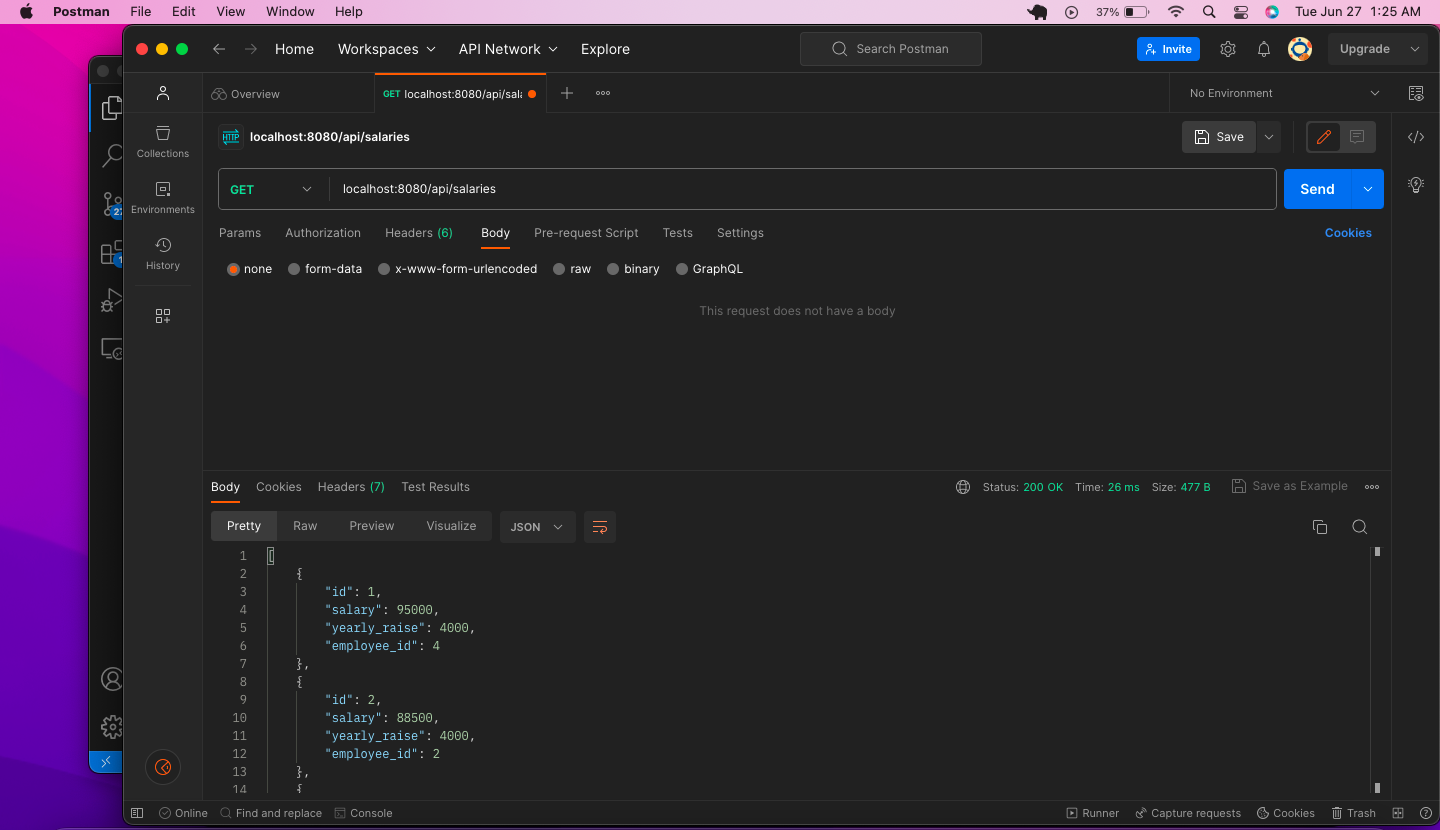 Postman File Edit View Window Help 37% Tue Jun 27 1:25 AM
Home Workspaces API Network Explore Search Postman Invite Upgrade
Overview GET localhost:8080/api/sala No Environment
HTTP localhost:8080/api/salaries Save
Collections
GET localhost:8080/api/salaries Send
Environments
Params Authorization Headers (6) Body Pre-request Script Tests Settings Cookies
History
none form-data x-www-form-urlencoded raw binary GraphQL
This request does not have a body
Body Cookies Headers (7) Test Results Status: 200 OK Time: 26 ms Size: 477 B Save as Example
Pretty Raw Preview Visualize JSON
1 [
2 {
3 "id": 1,
4 "salary": 95000,
5 "yearly_raise": 4000,
6 "employee_id": 4
7 },
8 {
9 "id": 2,
10 "salary": 88500,
11 "yearly_raise": 4000,
12 "employee_id": 2
13 },
14 {
Online Find and replace Console Runner Capture requests Cookies Trash